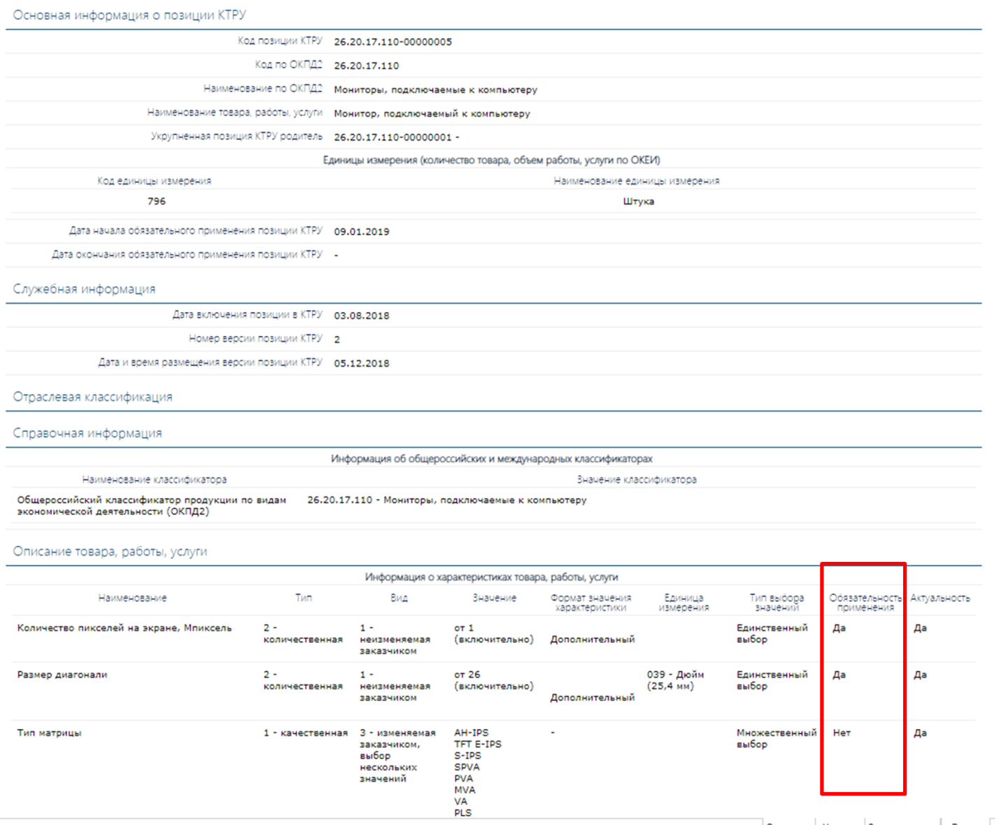 Основная информация о позиции КТРУ
Код позиции КТРУ 26.20.17.110-00000005
Код по ОКПД2 26.20.17.110
Наименование по ОКПД2 Мониторы, подключаемые к компьютеру
Наименование товара, работы, услуги Монитор, подключаемый к компьютеру
Укрупненная позиция КТРУ родитель 26.20.17.110-00000001 -
Единицы измерения (количество товара, объем работы, услуги по ОКЕИ)
Код единицы измерения Наименование единицы измерения
796 Штука
Дата начала обязательного применения позиции КТРУ 09.01.2019
Дата окончания обязательного применения позиции КТРУ -
Служебная информация
Дата включения позиции в КТРУ 03.08.2018
Номер версии позиции КТРУ 2
Дата и время размещения версии позиции КТРУ 05.12.2018
Отраслевая классификация
Справочная информация
Информация об общероссийских и международных классификаторах
Наименование классификатора Значение классификатора
Общероссийский классификатор продукции по видам 26.20.17.110 - Мониторы, подключаемые к компьютеру
экономической деятельности (ОКПД2)
Описание товара, работы, услуги
Информация о характеристиках товара, работы, услуги
Наименование Тип Вид Значение Формат значения Единица Тип выбора Обязательность Актуальность
характеристики измерения значений применения
Количество пикселей на экране, Мпиксель 2 - 1 - от 1 Единственный Да Да
количественная неизменяемая (включительно) Дополнительный выбор
заказчиком
Размер диагонали 2 - 1 - от 26 039 - Дюйм Единственный Да Да
количественная неизменяемая (включительно) (25,4 мм) выбор
заказчиком Дополнительный
Тип матрицы 1 - качественная 3 - изменяемая AH-IPS - Множественный Нет Да
заказчиком, TFT E-IPS выбор
выбор S-IPS
нескольких SPVA
значений PVA
MVA
VA
PLS